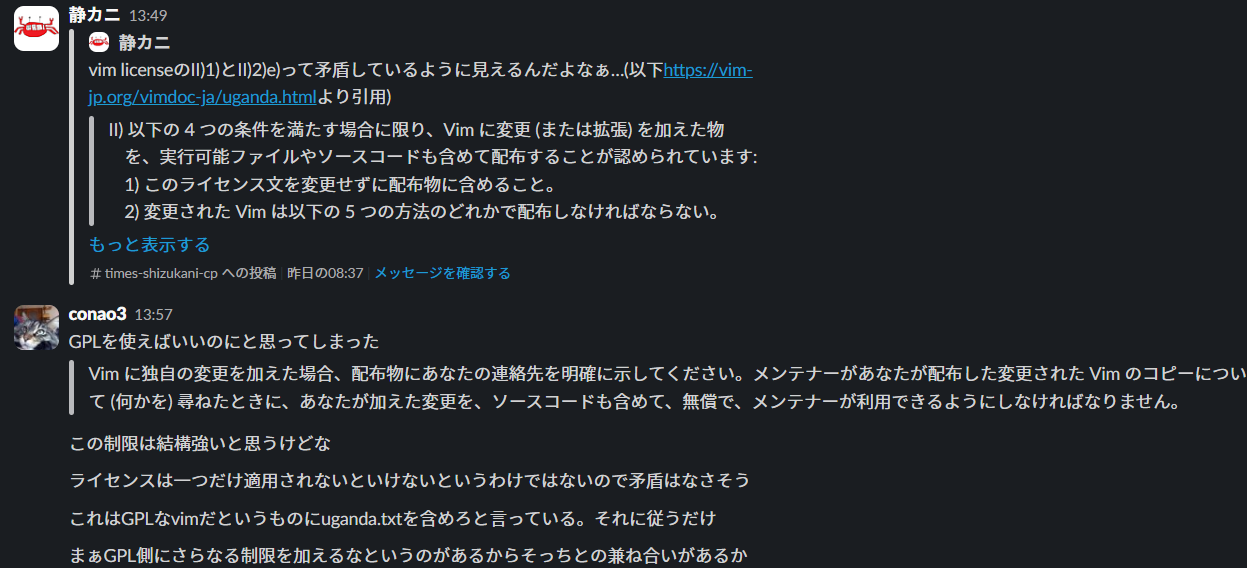 静カニ 13:49
静カニ
vim licenseのII)1)とII)2)e)って矛盾しているように見えるんだよなぁ...(以下https://vim-
jp.org/vimdoc-ja/uganda.htmlより引用)
II) 以下の 4 つの条件を満たす場合に限り、Vim に変更 (または拡張) を加えた物
を、実行可能ファイルやソースコードも含めて配布することが認められています:
1) このライセンス文を変更せずに配布物に含めること。
2) 変更された Vim は以下の 5 つの方法のどれかで配布しなければならない。
もっと表示する
# times-shizukani-cp への投稿 | 昨日の08:37 | メッセージを確認する
conao3 13:57
GPLを使えばいいのにと思ってしまった
Vim に独自の変更を加えた場合、配布物にあなたの連絡先を明確に示してください。メンテナーがあなたが配布した変更された Vim のコピーについ
て (何かを) 尋ねたときに、あなたが加えた変更を、ソースコードも含めて、無償で、メンテナーが利用できるようにしなければなりません。
この制限は結構強いと思うけどな
ライセンスは一つだけ適用されないといけないというわけではないので矛盾はなさそう
これはGPLなvimだというものにuganda.txtを含めろと言っている。それに従うだけ
まぁGPL側にさらなる制限を加えるなというのがあるからそっちとの兼ね合いがあるか